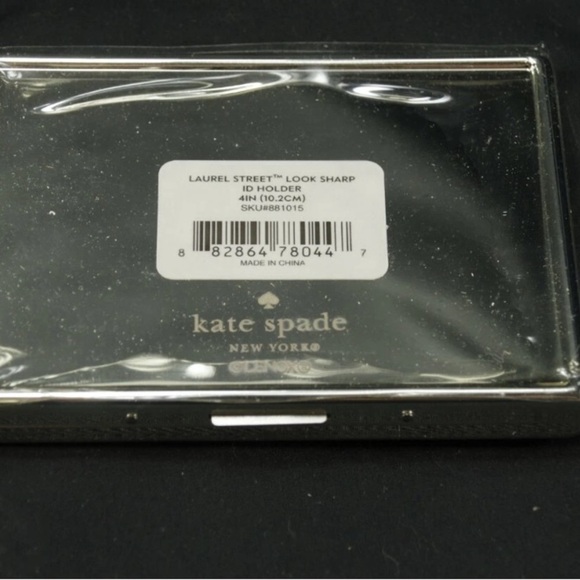 LAUREL STREET™ LOOK SHARP
ID HOLDER
4IN (10.2CM)
SKU#881015
8 82864 78044 7
MADE IN CHINA
kate spade
NEW YORK®
©LENOX®